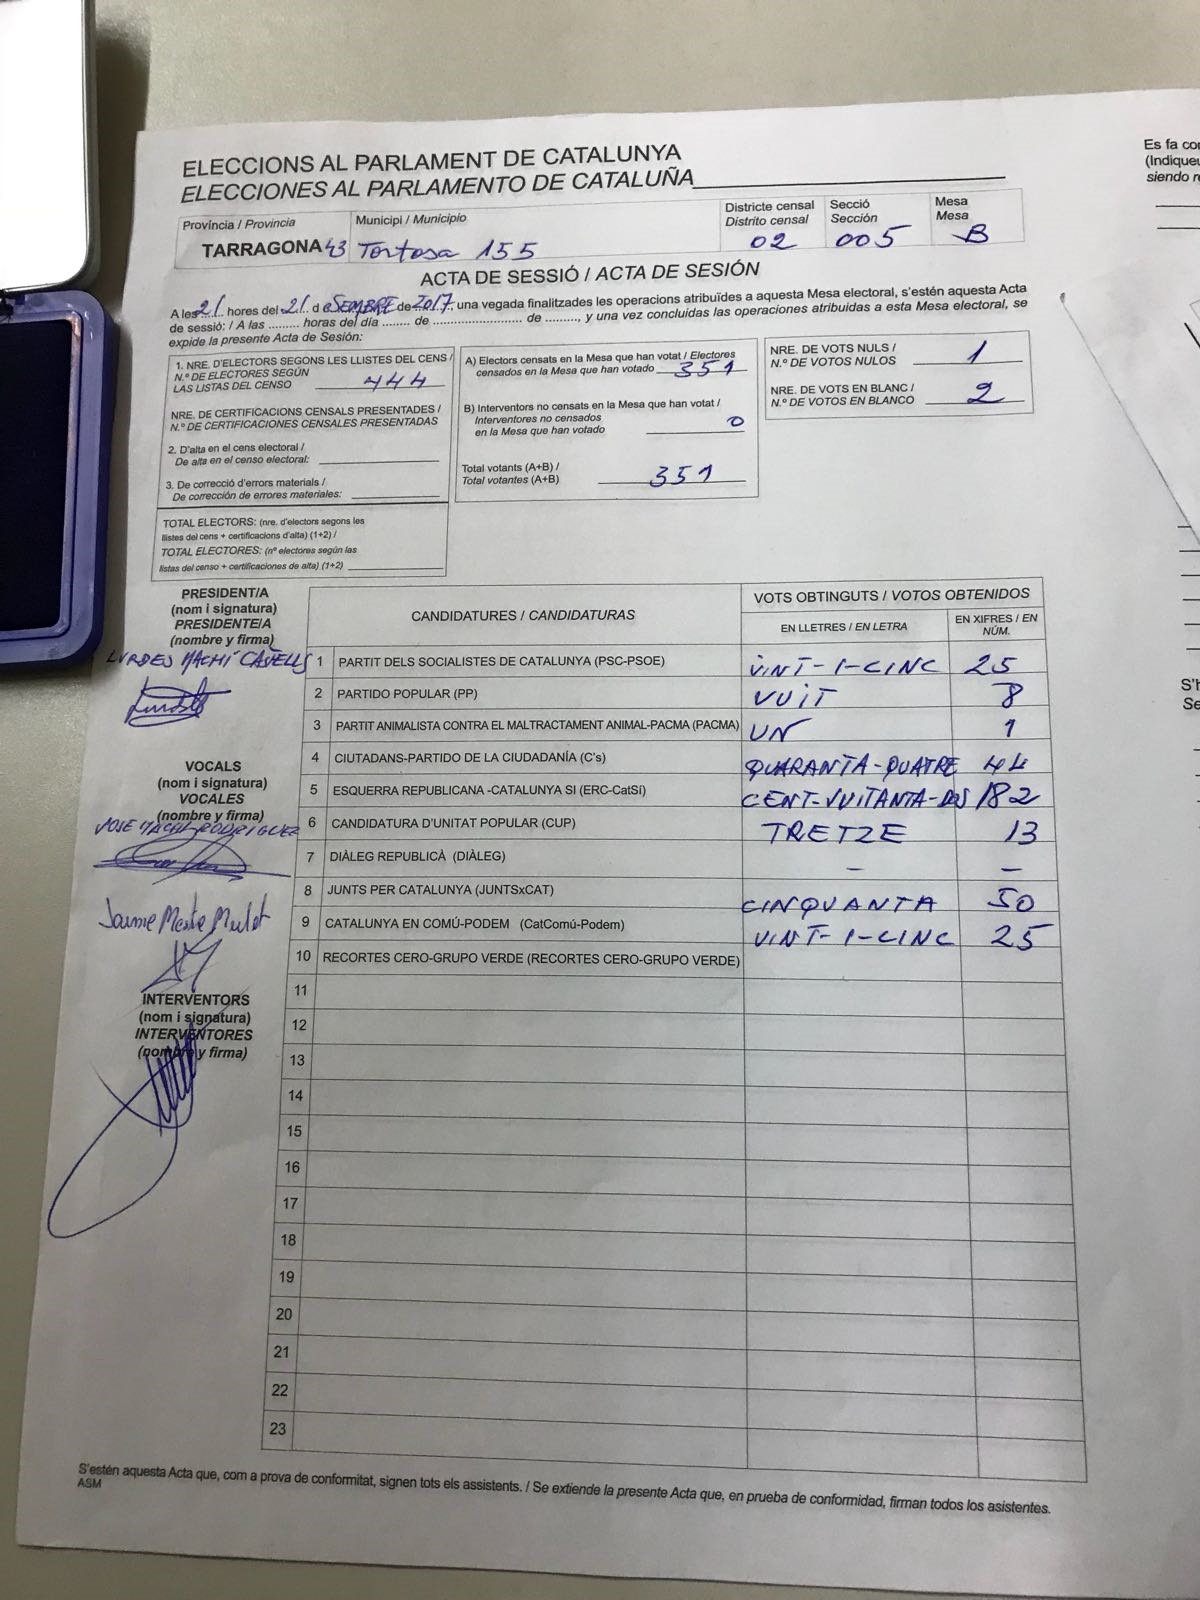 ELECCIONS AL PARLAMENT DE CATALUNYA
ELECCIONES AL PARLAMENTO DE CATALUÑA
Província / Provincia
TARRAGONA 43
Municipi / Municipio
Tortosa 155
Districte censal
Distrito censal
02
Secció
Sección
005
Mesa
Mesa
B
ACTA DE SESSIÓ / ACTA DE SESIÓN
A les 21 hores del 21 d de 2017, una vegada finalitzades les operacions atribuïdes a aquesta Mesa electoral, s'estén aquesta Acta
de sessió: / A las ......... horas del día ........ de .......................... de .........., y una vez concluidas las operaciones atribuidas a esta Mesa electoral, se
expide la presente Acta de Sesión:
1. NRE. D'ELECTORS SEGONS LES LLISTES DEL CENS /
N.º DE ELECTORES SEGÚN
LAS LISTAS DEL CENSO 444
NRE. DE CERTIFICACIONS CENSALS PRESENTADES /
N.º DE CERTIFICACIONES CENSALES PRESENTADAS
2. D'alta en el cens electoral /
De alta en el censo electoral:
3. De correcció d'errors materials /
De corrección de errores materiales:
TOTAL ELECTORS: (nre. d'electors segons les
llistes del cens + certificacions d'alta) (1+2) /
TOTAL ELECTORES: (nº electores según las
listas del censo + certificaciones de alta) (1+2)
A) Electors censats en la Mesa que han votat / Electores
censados en la Mesa que han votado 351
B) Interventors no censats en la Mesa que han votat /
Interventores no censados
en la Mesa que han votado 0
Total votants (A+B) /
Total votantes (A+B) 351
NRE. DE VOTS NULS /
N.º DE VOTOS NULOS 1
NRE. DE VOTS EN BLANC /
N.º DE VOTOS EN BLANCO 2
PRESIDENT/A
(nom i signatura)
PRESIDENTE/A
(nombre y firma)
LURDES MACHÍ CAÑELLS
VOCALS
(nom i signatura)
VOCALES
(nombre y firma)
JOSE MACHI RODRIGUEZ
Jaume
INTERVENTORS
(nom i signatura)
INTERVENTORES
(nombre y firma)
CANDIDATURES / CANDIDATURAS
VOTS OBTINGUTS / VOTOS OBTENIDOS
EN LLETRES / EN LETRA
EN XIFRES / EN
NÚM.
1 PARTIT DELS SOCIALISTES DE CATALUNYA (PSC-PSOE) VINT-I-CINC 25
2 PARTIDO POPULAR (PP) VUIT 8
3 PARTIT ANIMALISTA CONTRA EL MALTRACTAMENT ANIMAL-PACMA (PACMA) UN 1
4 CIUTADANS-PARTIDO DE LA CIUDADANÍA (C's) QUARANTA-QUATRE 44
5 ESQUERRA REPUBLICANA -CATALUNYA SI (ERC-CatSí) CENT-VUITANTA-DOS 182
6 CANDIDATURA D'UNITAT POPULAR (CUP) TRETZE 13
7 DIÀLEG REPUBLICÀ (DIÀLEG) - -
8 JUNTS PER CATALUNYA (JUNTSxCAT) CINQUANTA 50
9 CATALUNYA EN COMÚ-PODEM (CatComú-Podem) VINT-I-CINC 25
10 RECORTES CERO-GRUPO VERDE (RECORTES CERO-GRUPO VERDE)
11
12
13
14
15
16
17
18
19
20
21
22
23
S'estén aquesta Acta que, com a prova de conformitat, signen tots els assistents. / Se extiende la presente Acta que, en prueba de conformidad, firman todos los asistentes.
ASM
Es fa
(Indique
siendo